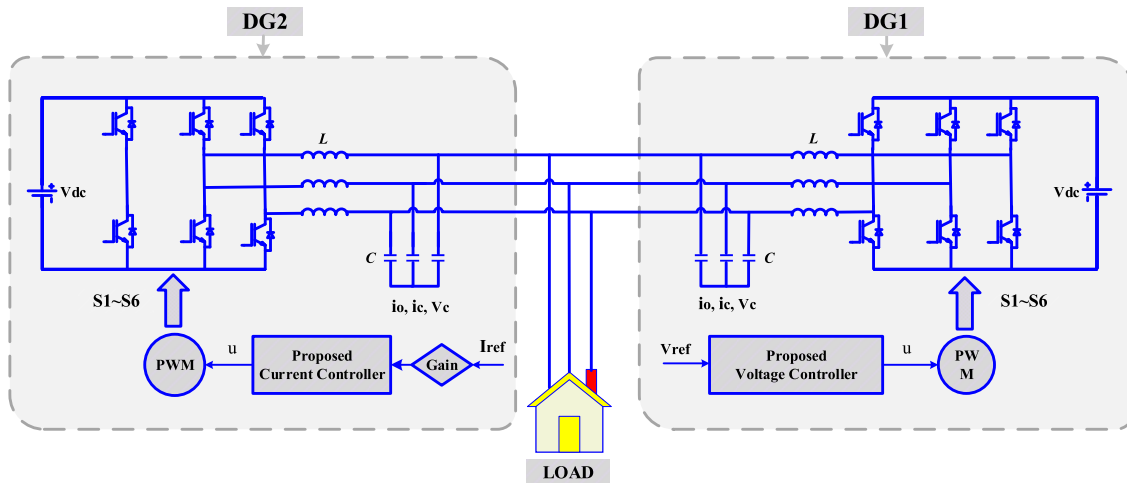 DG2
DG1
L
L
Vdc
Vdc
C
C
S1~S6
io, ic, Vc
io, ic, Vc
S1~S6
PWM
u
Proposed
Current Controller
Gain
Iref
Vref
Proposed
Voltage Controller
u
PW
M
LOAD